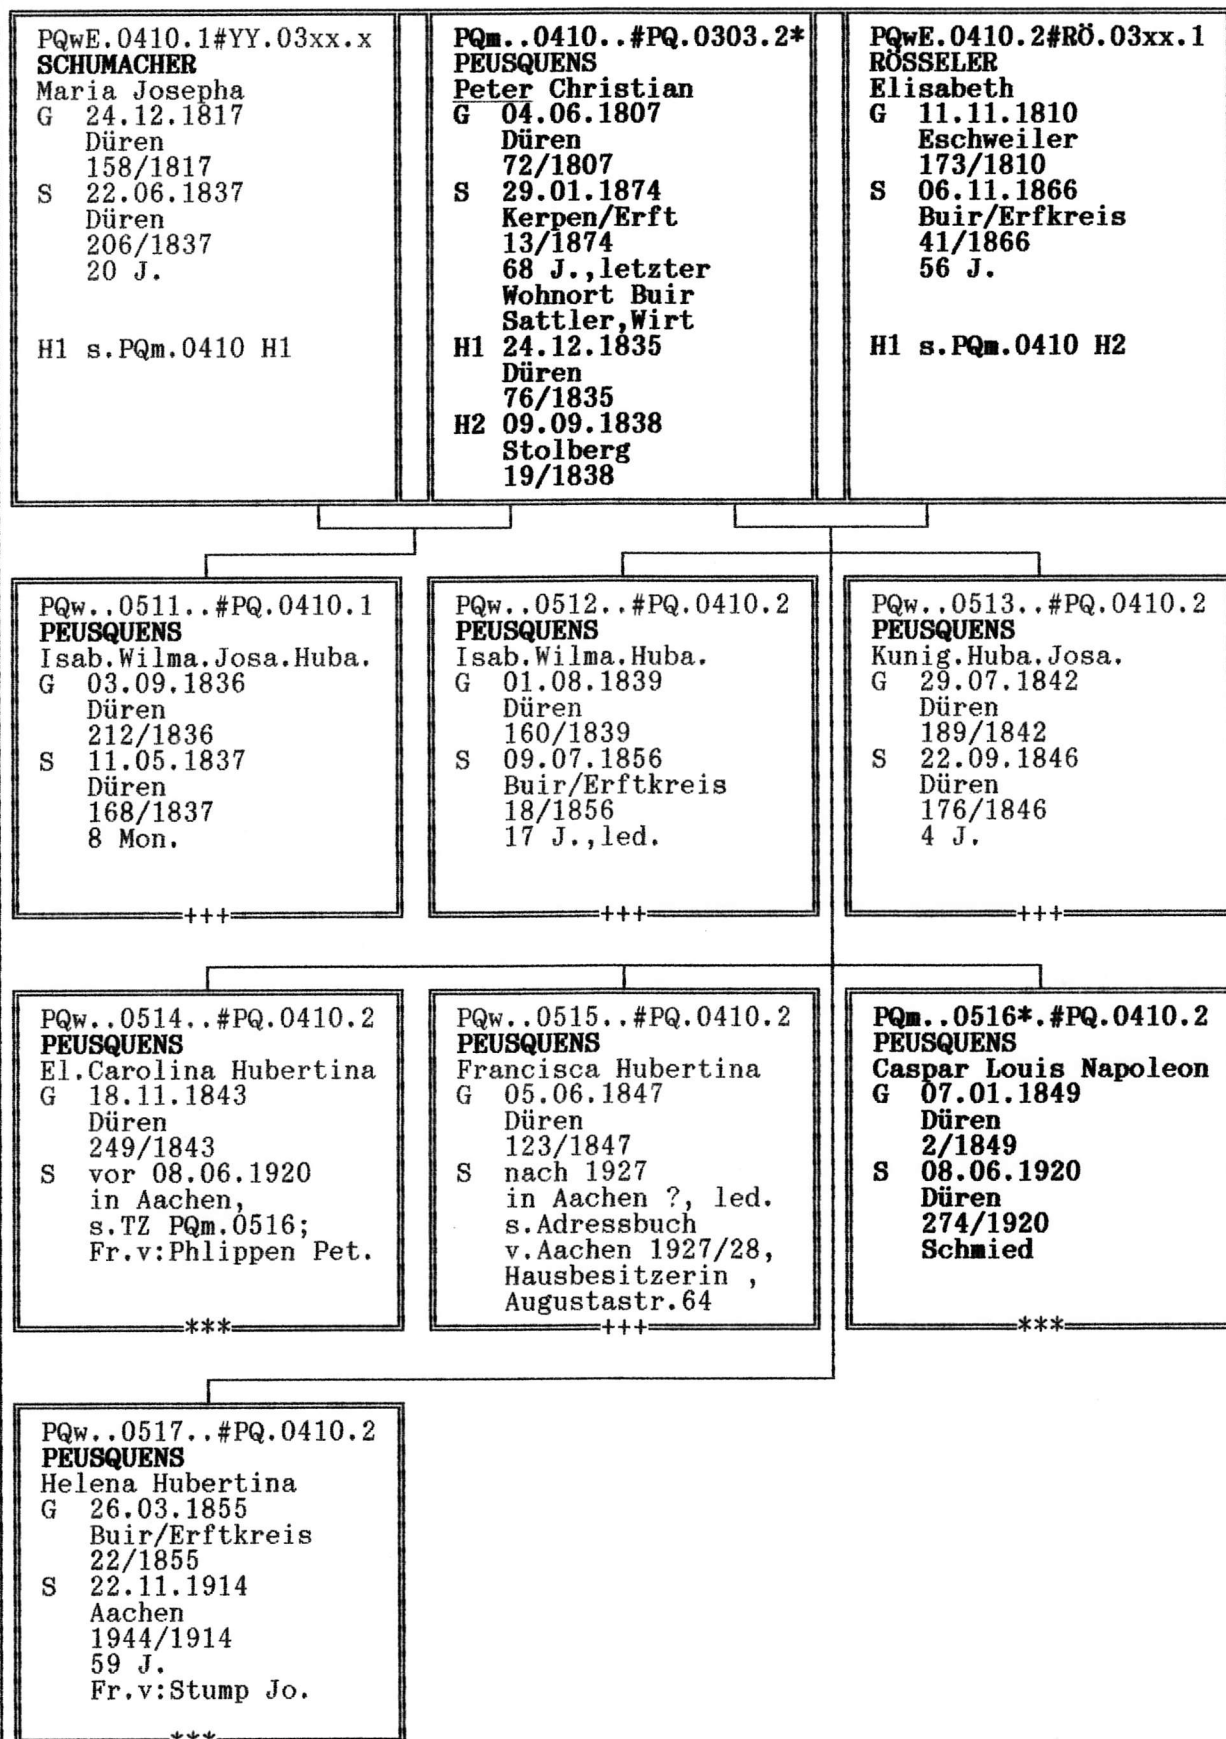 PQwE.0410.1#YY.03xx.x
SCHUMACHER
Maria Josepha
G 24.12.1817
Düren
158/1817
S 22.06.1837
Düren
206/1837
20 J.
H1 s.PQm.0410 H1
PQm..0410..#PQ.0303.2*
PEUSQUENS
Peter Christian
G 04.06.1807
Düren
72/1807
S 29.01.1874
Kerpen/Erft
13/1874
68 J.,letzter
Wohnort Buir
Sattler,Wirt
H1 24.12.1835
Düren
76/1835
H2 09.09.1838
Stolberg
19/1838
PQwE.0410.2#RÖ.03xx.1
RÖSSELER
Elisabeth
G 11.11.1810
Eschweiler
173/1810
S 06.11.1866
Buir/Erfkreis
41/1866
56 J.
H1 s.PQm.0410 H2
PQw..0511..#PQ.0410.1
PEUSQUENS
Isab.Wilma.Josa.Huba.
G 03.09.1836
Düren
212/1836
S 11.05.1837
Düren
168/1837
8 Mon.
+++
PQw..0512..#PQ.0410.2
PEUSQUENS
Isab.Wilma.Huba.
G 01.08.1839
Düren
160/1839
S 09.07.1856
Buir/Erftkreis
18/1856
17 J.,led.
+++
PQw..0513..#PQ.0410.2
PEUSQUENS
Kunig.Huba.Josa.
G 29.07.1842
Düren
189/1842
S 22.09.1846
Düren
176/1846
4 J.
+++
PQw..0514..#PQ.0410.2
PEUSQUENS
El.Carolina Hubertina
G 18.11.1843
Düren
249/1843
S vor 08.06.1920
in Aachen,
s.TZ PQm.0516;
Fr.v:Phlippen Pet.
***
PQw..0515..#PQ.0410.2
PEUSQUENS
Francisca Hubertina
G 05.06.1847
Düren
123/1847
S nach 1927
in Aachen ?, led.
s.Adressbuch
v.Aachen 1927/28,
Hausbesitzerin ,
Augustastr.64
+++
PQm..0516*.#PQ.0410.2
PEUSQUENS
Caspar Louis Napoleon
G 07.01.1849
Düren
2/1849
S 08.06.1920
Düren
274/1920
Schmied
***
PQw..0517..#PQ.0410.2
PEUSQUENS
Helena Hubertina
G 26.03.1855
Buir/Erftkreis
22/1855
S 22.11.1914
Aachen
1944/1914
59 J.
Fr.v:Stump Jo.
***